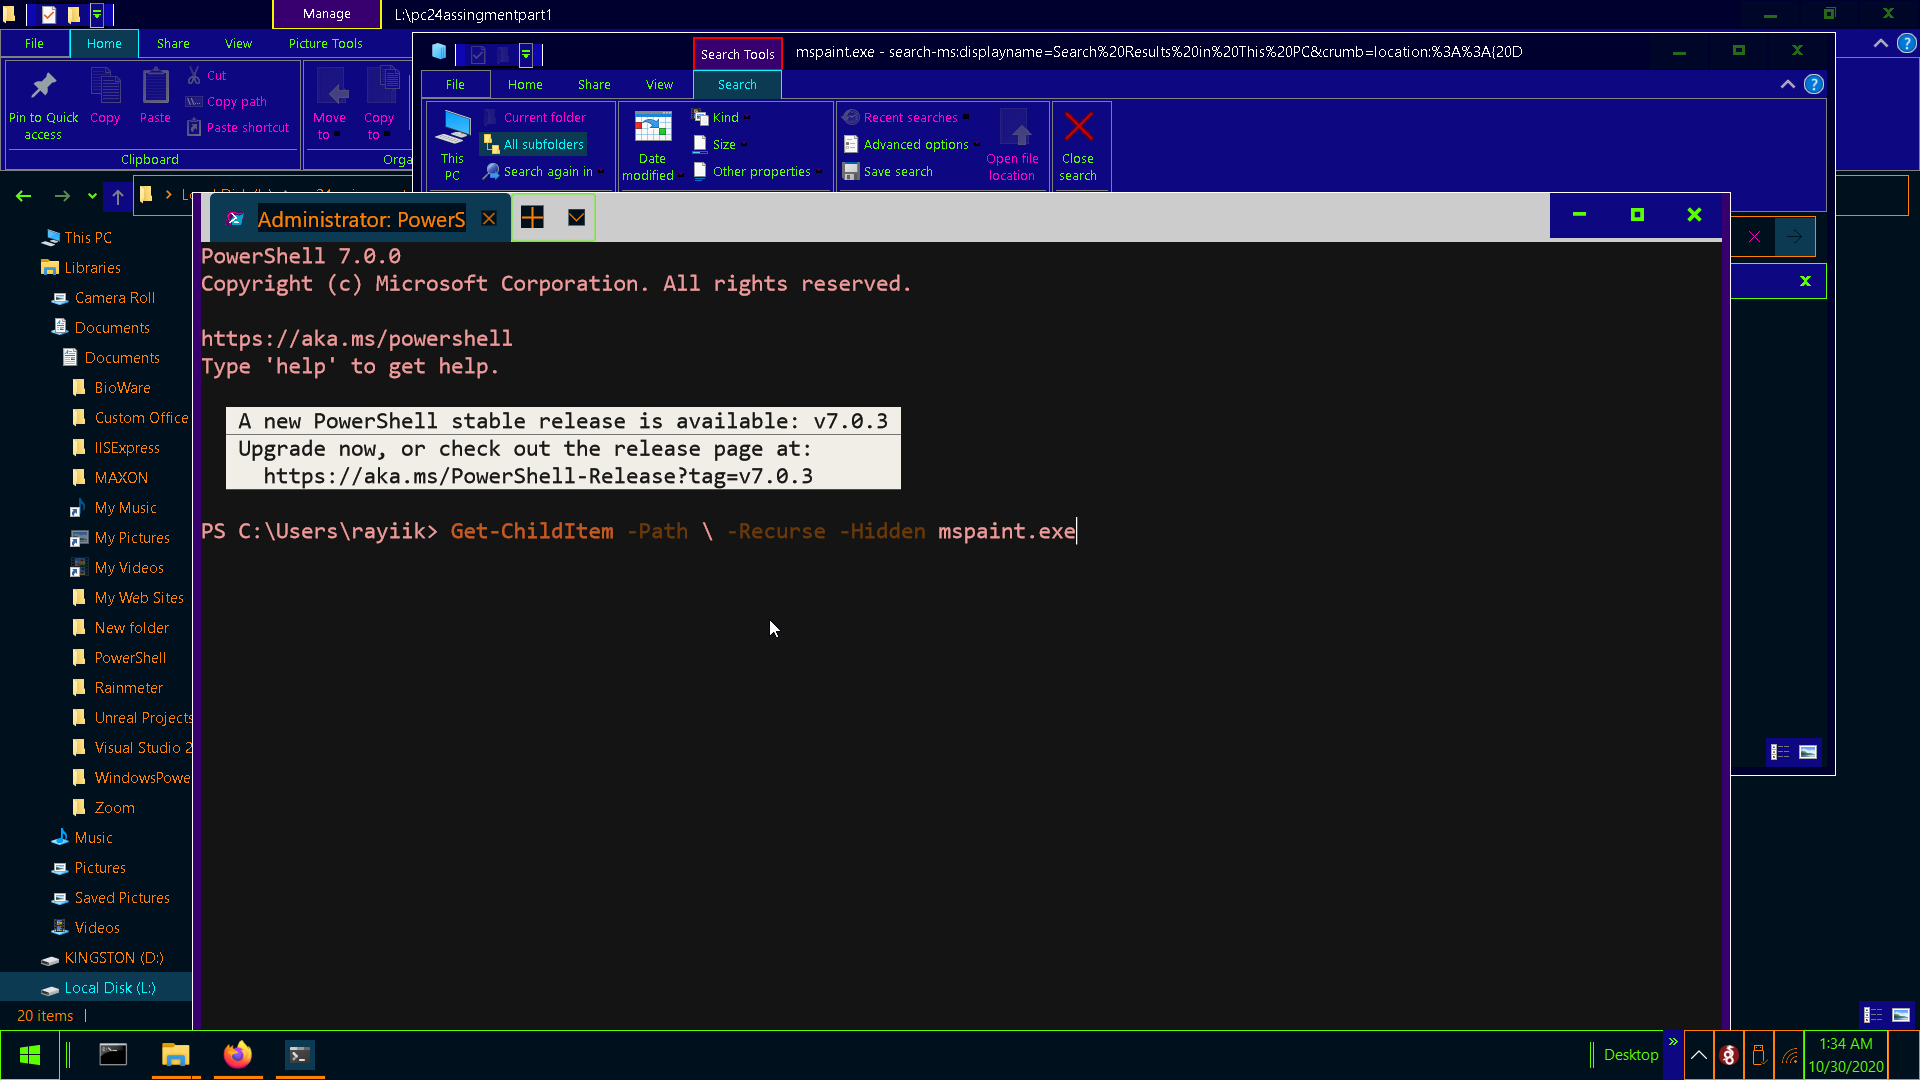 Manage
L:\pc24assingmentpart1
File
Home
Share
View
Picture Tools
Pin to Quick access
Copy
Paste
Cut
Copy path
Paste shortcut
Clipboard
Move to
Copy to
Search Tools
mspaint.exe - search-ms:displayname=Search%20Results%20in%20This%20PC&crumb=location:%3A%3A{20D
File
Home
Share
View
Search
This PC
Current folder
All subfolders
Search again in
Date modified
Kind
Size
Other properties
Recent searches
Advanced options
Save search
Open file location
Close search
Administrator: PowerS
PowerShell 7.0.0
Copyright (c) Microsoft Corporation. All rights reserved.
https://aka.ms/powershell
Type 'help' to get help.
A new PowerShell stable release is available: v7.0.3
Upgrade now, or check out the release page at:
https://aka.ms/PowerShell-Release?tag=v7.0.3
PS C:\Users\rayiik> Get-ChildItem -Path \ -Recurse -Hidden mspaint.exe
This PC
Libraries
Camera Roll
Documents
Documents
BioWare
Custom Office
IISExpress
MAXON
My Music
My Pictures
My Videos
My Web Sites
New folder
PowerShell
Rainmeter
Unreal Projects
Visual Studio 2
WindowsPowe
Zoom
Music
Pictures
Saved Pictures
Videos
KINGSTON (D:)
Local Disk (L:)
20 items
Desktop
»
1:34 AM
10/30/2020